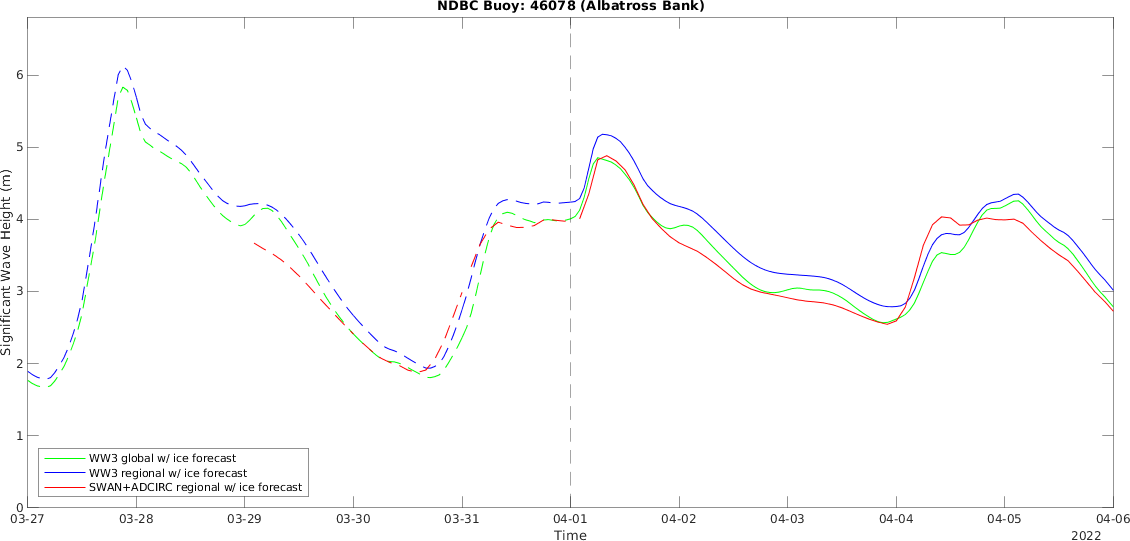 NDBC Buoy: 46078 (Albatross Bank)
Significant Wave Height (m)
6
5
4
3
2
1
0
WW3 global w/ ice forecast
WW3 regional w/ ice forecast
SWAN+ADCIRC regional w/ ice forecast
03-27 03-28 03-29 03-30 03-31 04-01 04-02 04-03 04-04 04-05 04-06
Time
2022